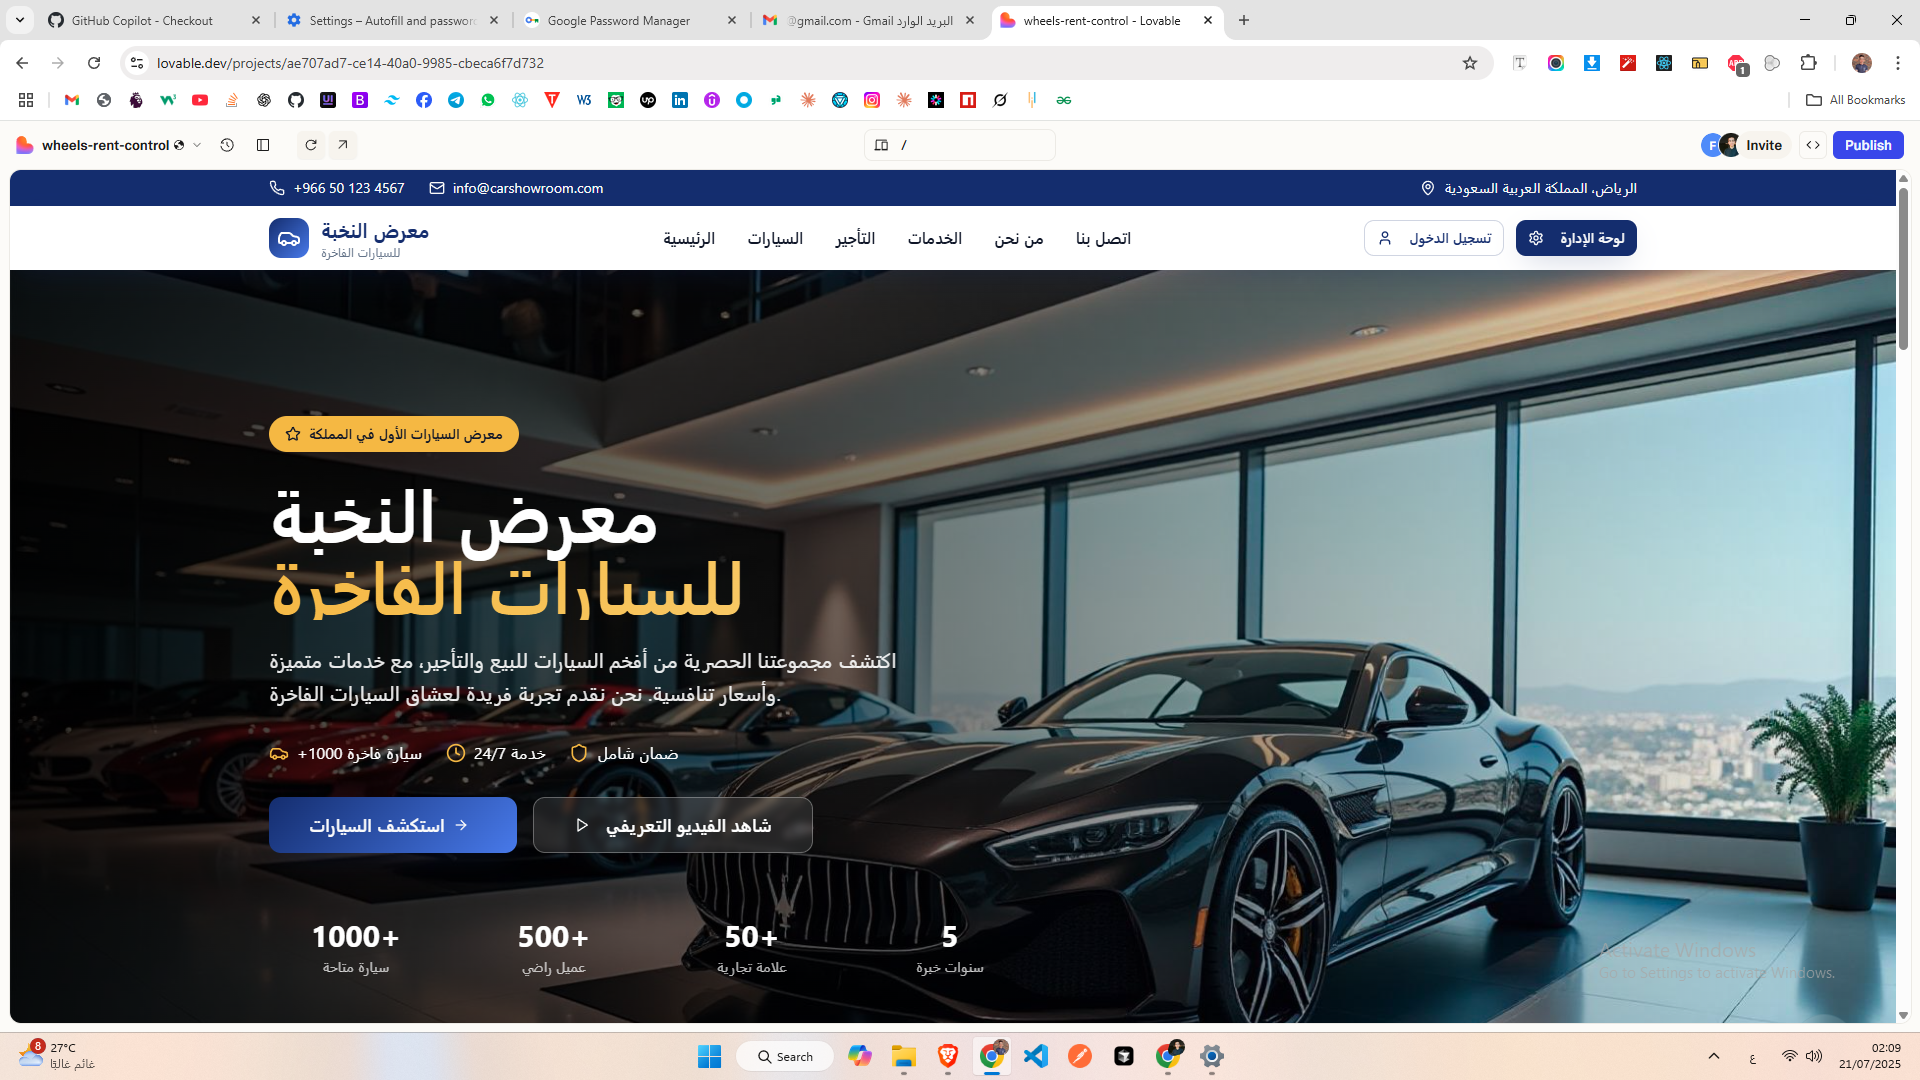 GitHub Copilot - Checkout
Settings – Autofill and password
Google Password Manager
@gmail.com - Gmail البريد الوارد
wheels-rent-control - Lovable
lovable.dev/projects/ae707ad7-ce14-40a0-9985-cbeca6f7d732
All Bookmarks
wheels-rent-control
/
F
Invite
Publish
+966 50 123 4567
info@carshowroom.com
الرياض، المملكة العربية السعودية
معرض النخبة
للسيارات الفاخرة
الرئيسية
السيارات
التأجير
الخدمات
من نحن
اتصل بنا
تسجيل الدخول
لوحة الإدارة
معرض السيارات الأول في المملكة
معرض النخبة
للسيارات الفاخرة
اكتشف مجموعتنا الحصرية من أفخم السيارات للبيع والتأجير، مع خدمات متميزة
وأسعار تنافسية. نحن نقدم تجربة فريدة لعشاق السيارات الفاخرة.
+1000 سيارة فاخرة
خدمة 24/7
ضمان شامل
استكشف السيارات
شاهد الفيديو التعريفي
1000+
سيارة متاحة
500+
عميل راضي
50+
علامة تجارية
5
سنوات خبرة
Activate Windows
Go to Settings to activate Windows.
8
27°C
غائم غالبًا
Search
ع
02:09
21/07/2025